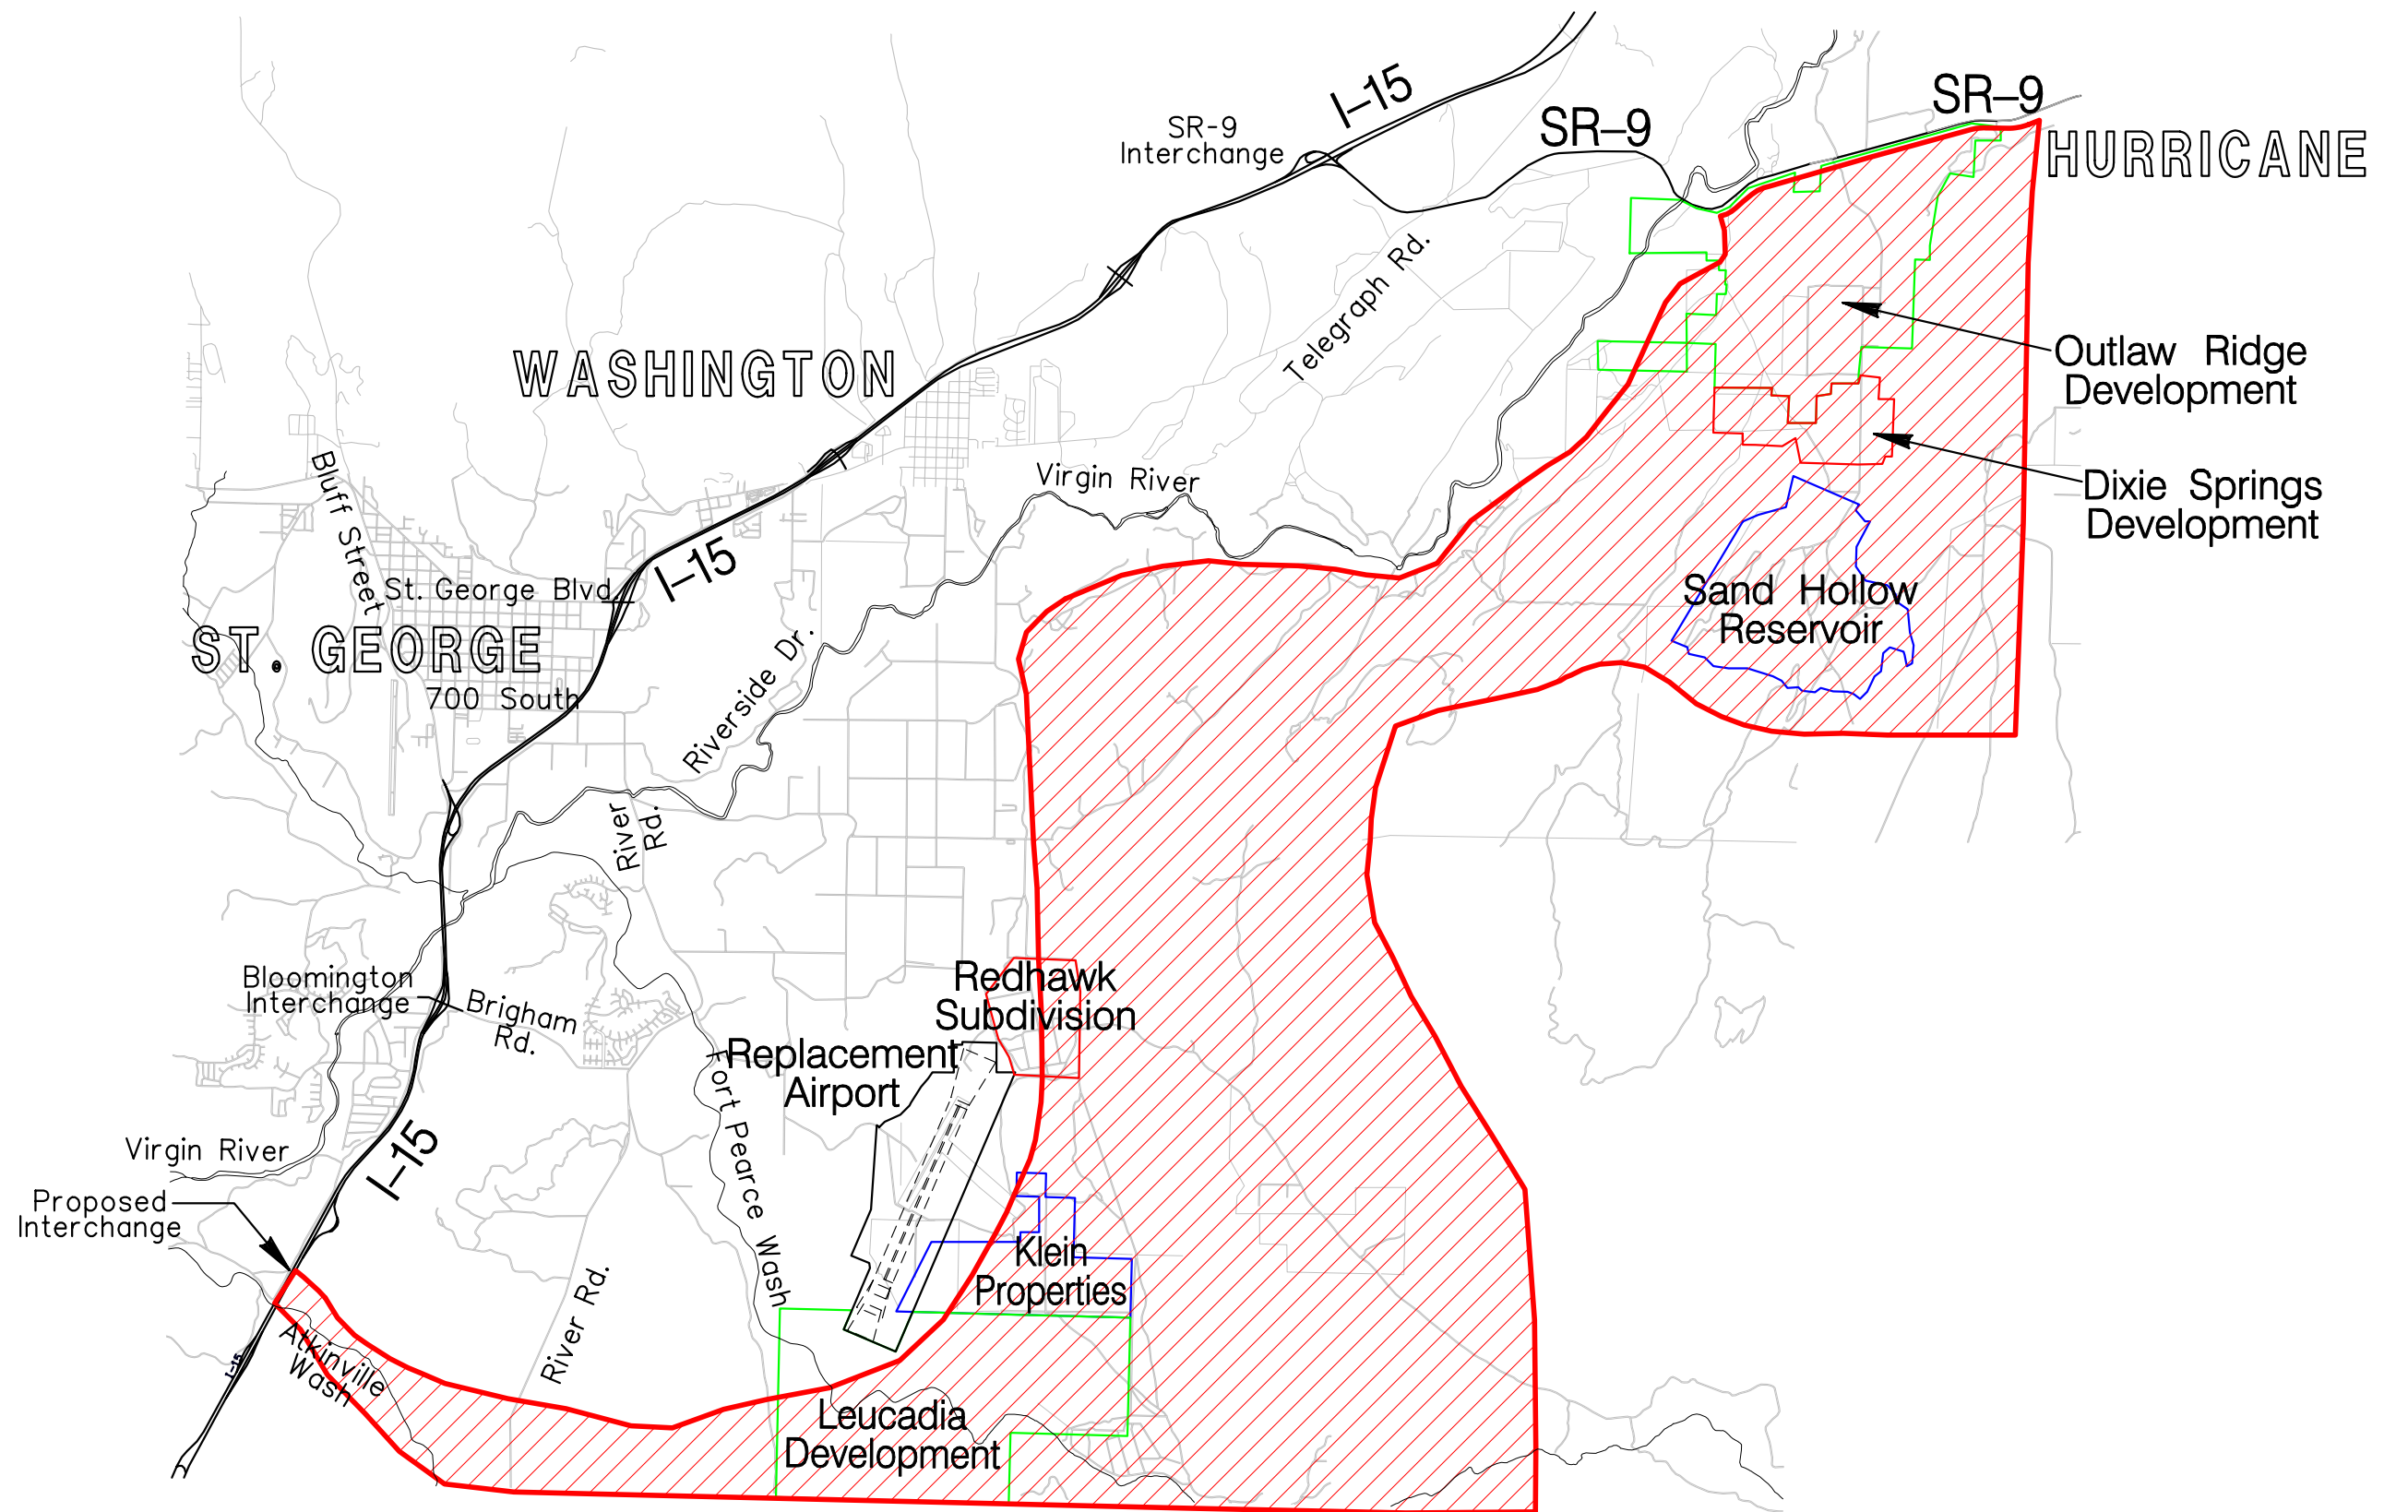 I-15
SR-9
SR-9
SR-9
Interchange
HURRICANE
Telegraph Rd.
WASHINGTON
Outlaw Ridge
Development
Virgin River
Bluff Street
Dixie Springs
Development
I-15
St. George Blvd.
Sand Hollow
Reservoir
ST. GEORGE
700 South
Riverside Dr.
River
Rd.
Bloomington
Interchange
Brigham
Rd.
Redhawk
Subdivision
Replacement
Airport
Fort Pearce Wash
Virgin River
I-15
Proposed
Interchange
Klein
Properties
River Rd.
Atkinville
Wash
I-15
Leucadia
Development